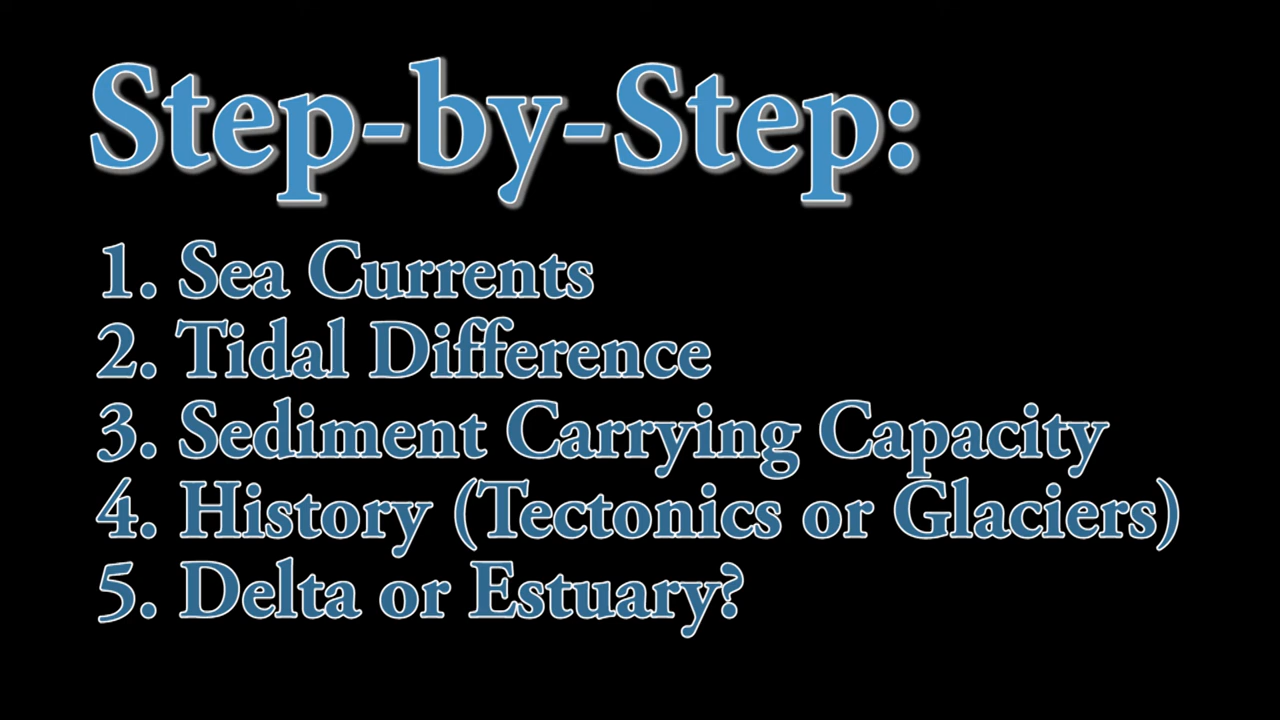 Step-by-Step:
1. Sea Currents
2. Tidal Difference
3. Sediment Carrying Capacity
4. History (Tectonics or Glaciers)
5. Delta or Estuary?